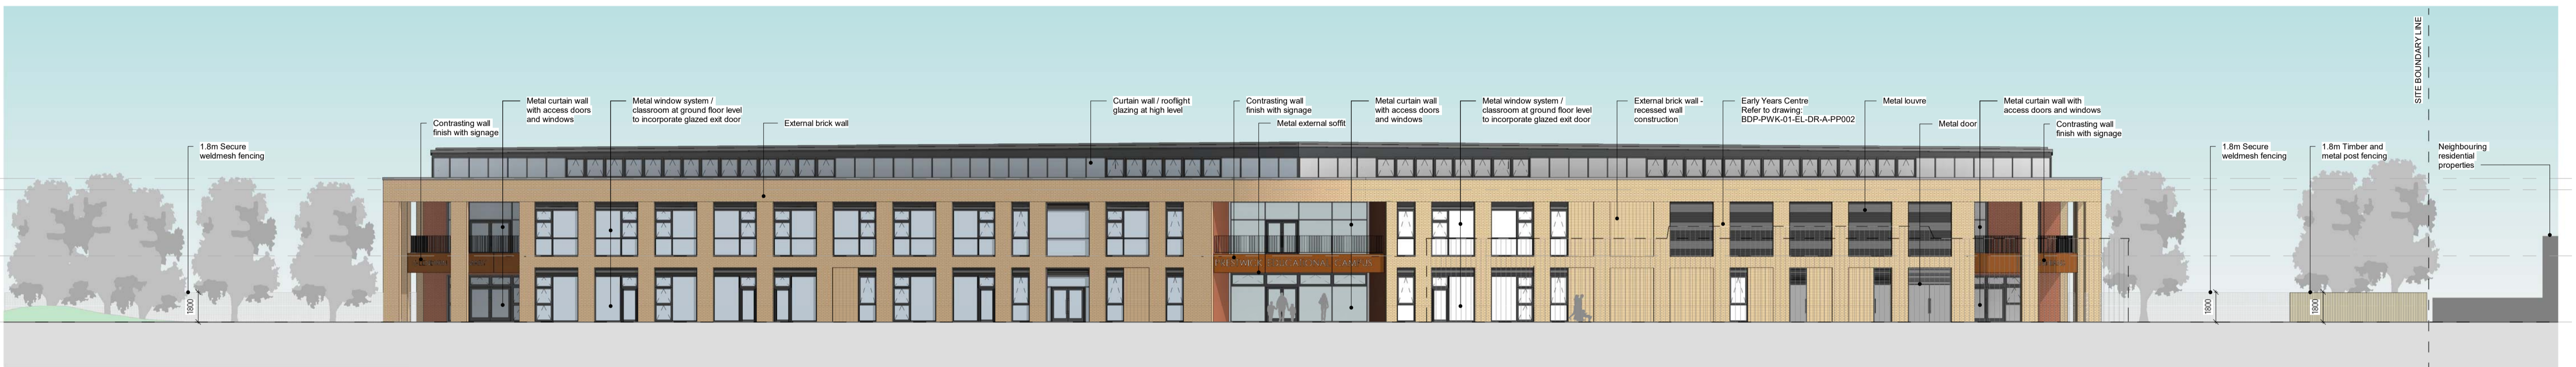 SITE BOUNDARY LINE
Metal curtain wall
with access doors
and windows
Metal window system /
classroom at ground floor level
to incorporate glazed exit door
Curtain wall / rooflight
glazing at high level
Contrasting wall
finish with signage
Metal curtain wall
with access doors
and windows
Metal window system /
classroom at ground floor level
to incorporate glazed exit door
External brick wall -
recessed wall
construction
Early Years Centre
Refer to drawing:
BDP-PWK-01-EL-DR-A-PP002
Metal louvre
Metal curtain wall with
access doors and windows
Contrasting wall
finish with signage
External brick wall
Metal external soffit
Metal door
Contrasting wall
finish with signage
1.8m Secure
weldmesh fencing
1.8m Secure
weldmesh fencing
1.8m Timber and
metal post fencing
Neighbouring
residential
properties
1800
1800
1800